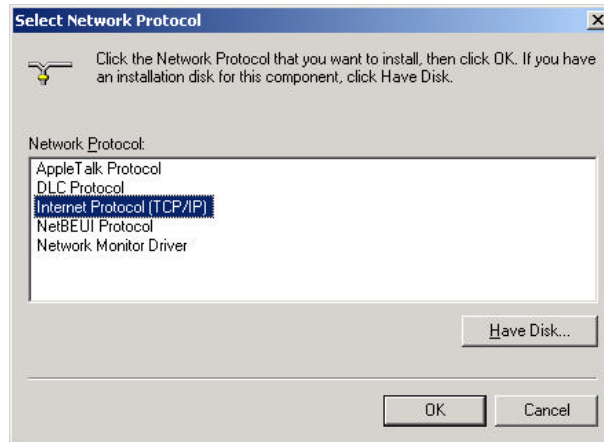 Select Network Protocol
Click the Network Protocol that you want to install, then click OK. If you have
an installation disk for this component, click Have Disk.
Network Protocol:
AppleTalk Protocol
DLC Protocol
Internet Protocol (TCP/IP)
NetBEUI Protocol
Network Monitor Driver
Have Disk...
OK
Cancel